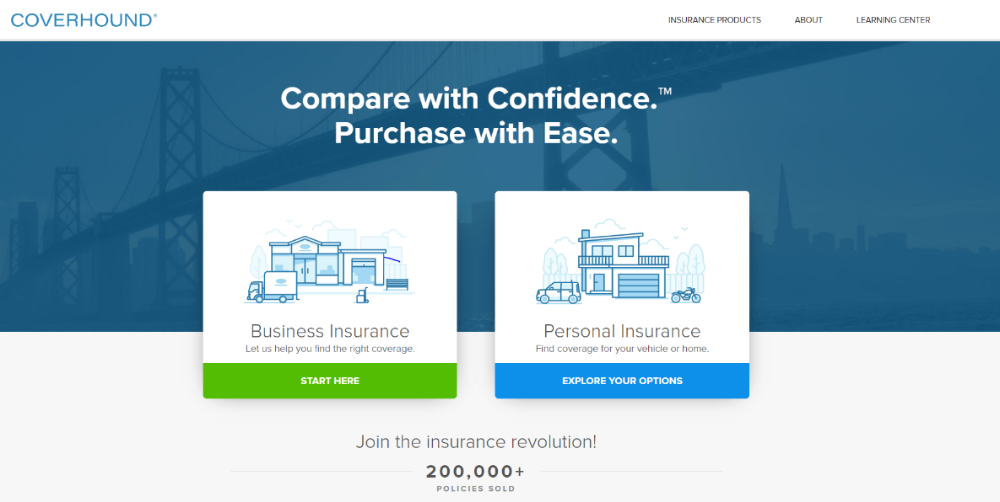 COVERHOUND®
INSURANCE PRODUCTS
ABOUT
LEARNING CENTER
Compare with Confidence.™
Purchase with Ease.
Business Insurance
Let us help you find the right coverage.
START HERE
Personal Insurance
Find coverage for your vehicle or home.
EXPLORE YOUR OPTIONS
Join the insurance revolution!
200,000+
POLICIES SOLD